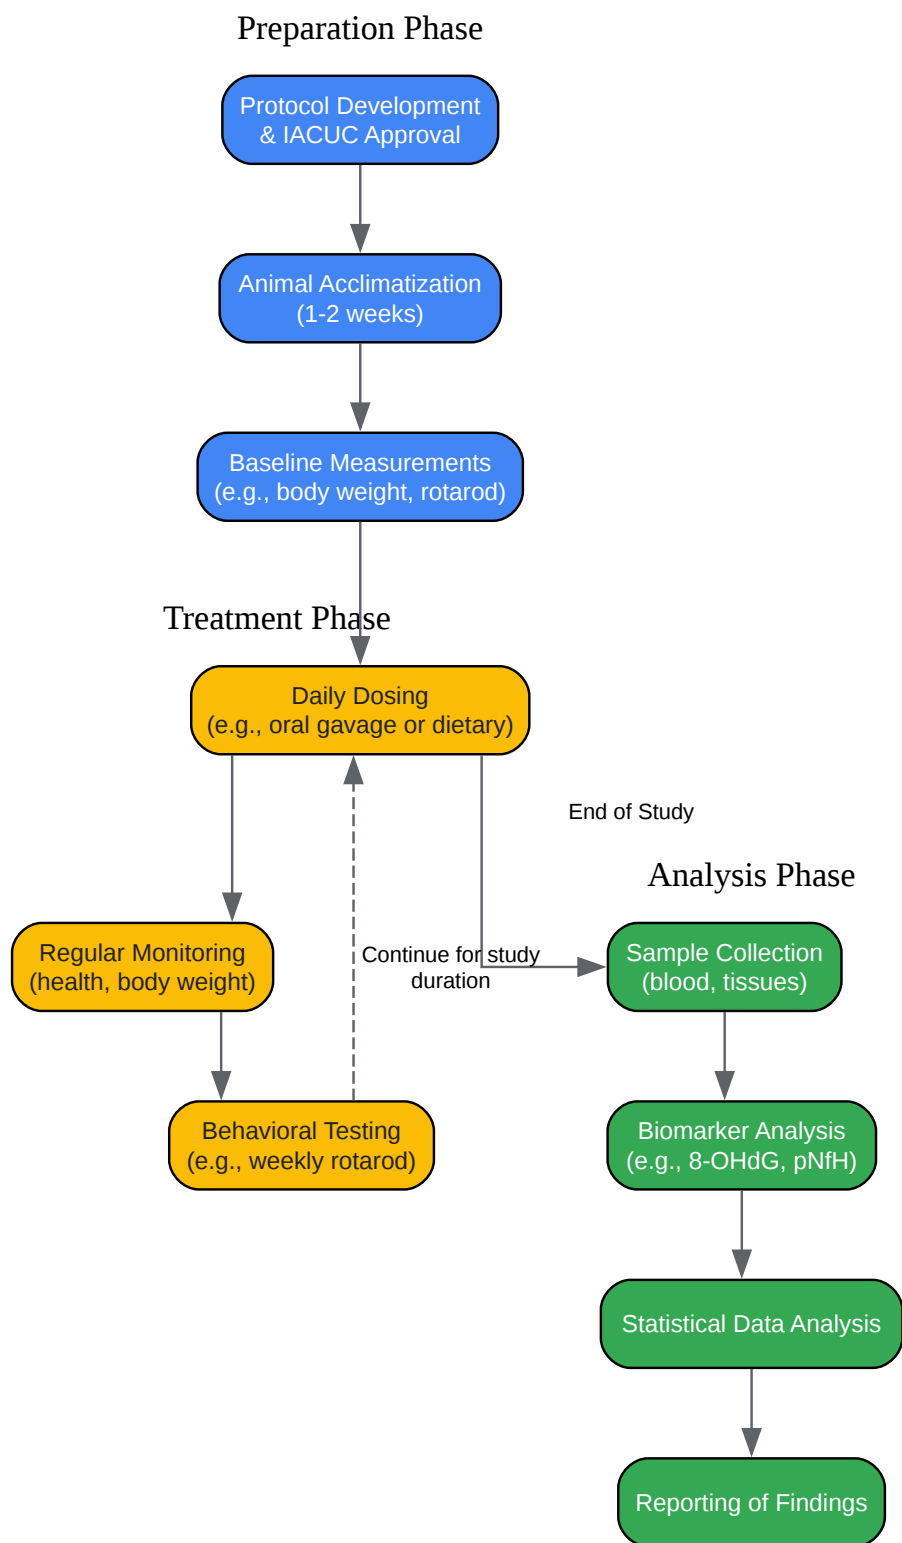 Preparation Phase
Protocol Development
& IACUC Approval
Animal Acclimatization
(1-2 weeks)
Baseline Measurements
(e.g., body weight, rotarod)
Treatment Phase
Daily Dosing
(e.g., oral gavage or dietary)
End of Study
Analysis Phase
Regular Monitoring
(health, body weight)
Continue for study
duration
Sample Collection
(blood, tissues)
Behavioral Testing
(e.g., weekly rotarod)
Biomarker Analysis
(e.g., 8-OHdG, pNfH)
Statistical Data Analysis
Reporting of Findings